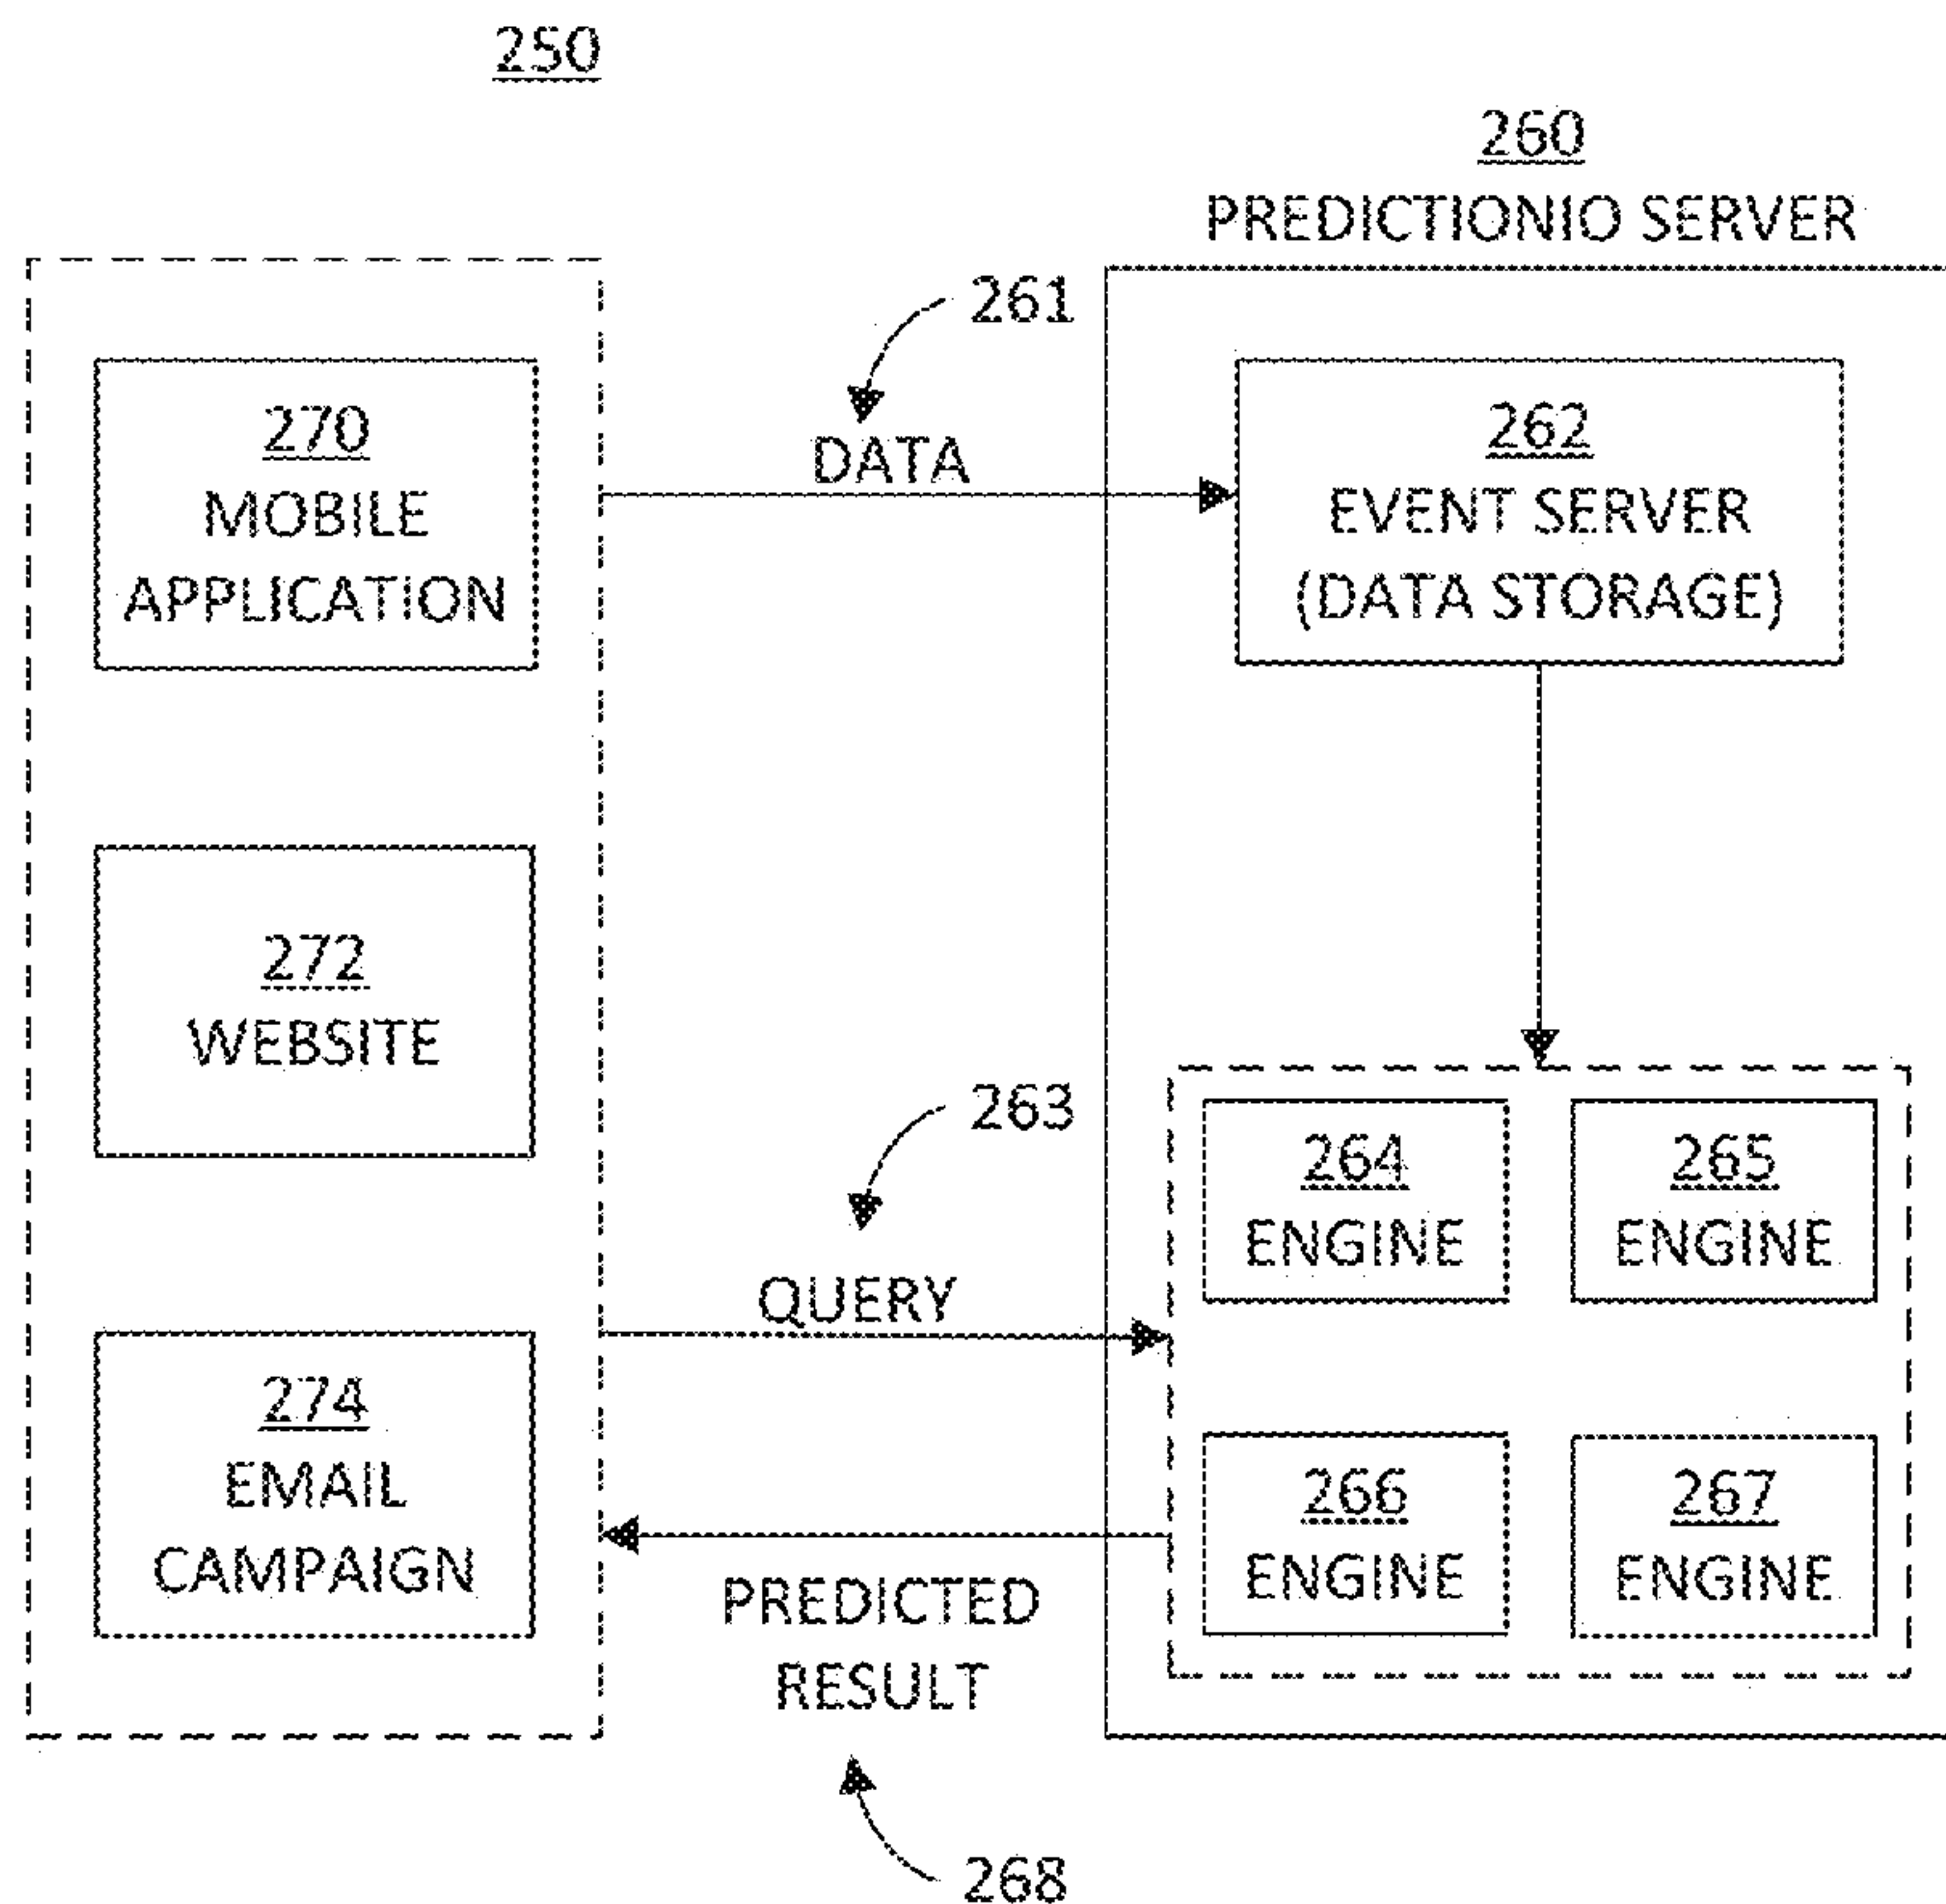 250
260
PREDICTIONIO SERVER
261
270
MOBILE
APPLICATION
DATA
262
EVENT SERVER
(DATA STORAGE)
272
WEBSITE
263
QUERY
264
ENGINE
265
ENGINE
274
EMAIL
CAMPAIGN
266
ENGINE
267
ENGINE
PREDICTED
RESULT
268